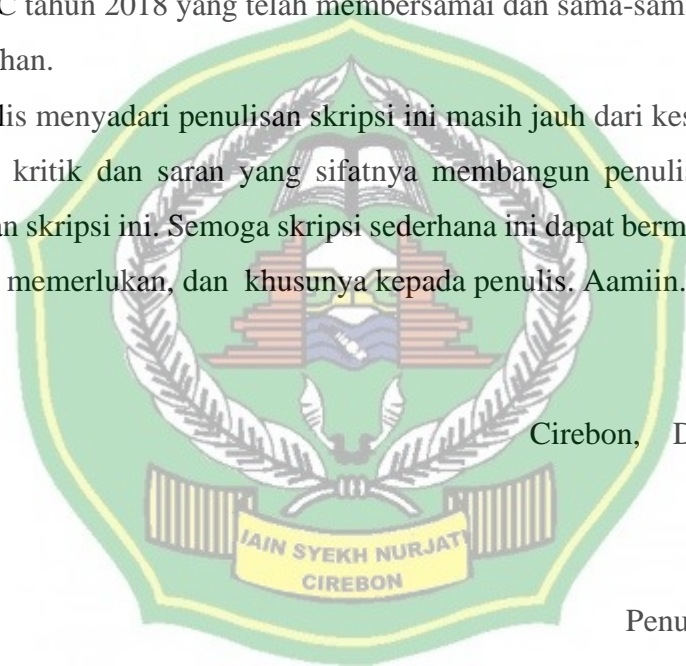 C tahun 2018 yang telah membersamai dan sama-sam
han.
lis menyadari penulisan skripsi ini masih jauh dari kes
kritik dan saran yang sifatnya membangun penulis
an skripsi ini. Semoga skripsi sederhana ini dapat berm
memerlukan, dan khusunya kepada penulis. Aamiin.
Cirebon, D
IAIN SYEKH NURJATI
CIREBON
Penu